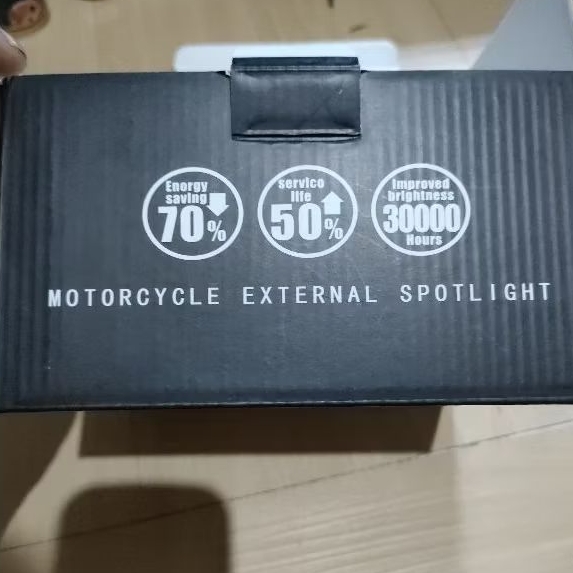 Energy
saving
70%
servico
life
50%
Improved
brightness
30000
Hours
MOTORCYCLE EXTERNAL SPOTLIGHT